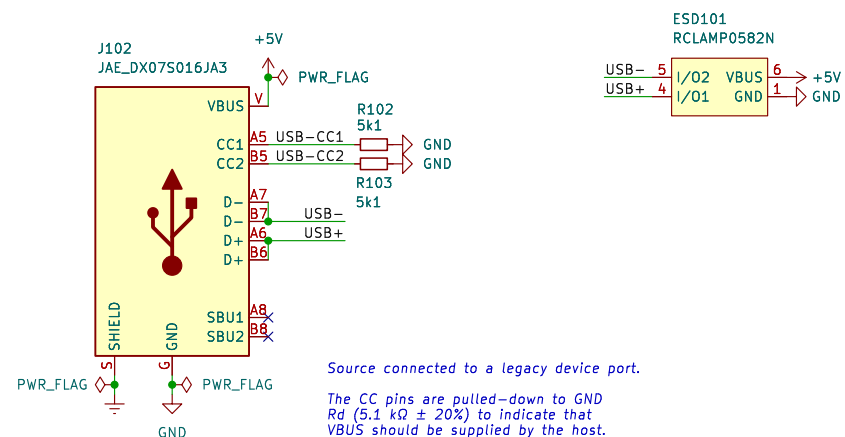 J102
JAE_DX07S016JA3
+5V
PWR_FLAG
VBUS V
R102
5k1
CC1 A5 USB-CC1 GND
CC2 B5 USB-CC2 GND
R103
5k1
D- A7
D- B7 USB-
D+ A6 USB+
D+ B6
SBU1 A8
SBU2 B8
SHIELD
GND
S
G
PWR_FLAG
PWR_FLAG
GND
ESD101
RCLAMP0582N
USB- 5 I/O2 VBUS 6 +5V
USB+ 4 I/O1 GND 1 GND
Source connected to a legacy device port.
The CC pins are pulled-down to GND
Rd (5.1 kΩ ± 20%) to indicate that
VBUS should be supplied by the host.